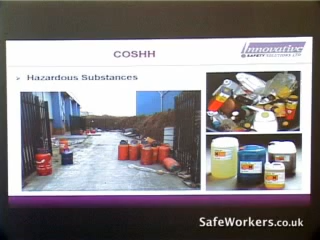 COSHH
Innovative
SAFETY SOLUTIONS LTD
➤ Hazardous Substances
SafeWorkers.co.uk